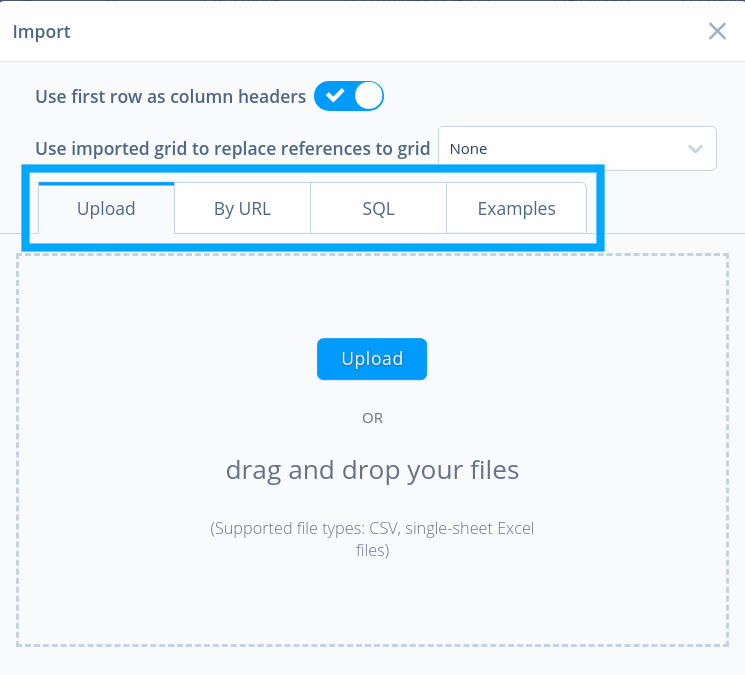 Import
Use first row as column headers
Use imported grid to replace references to grid None
Upload By URL SQL Examples
Upload
OR
drag and drop your files
(Supported file types: CSV, single-sheet Excel
files)